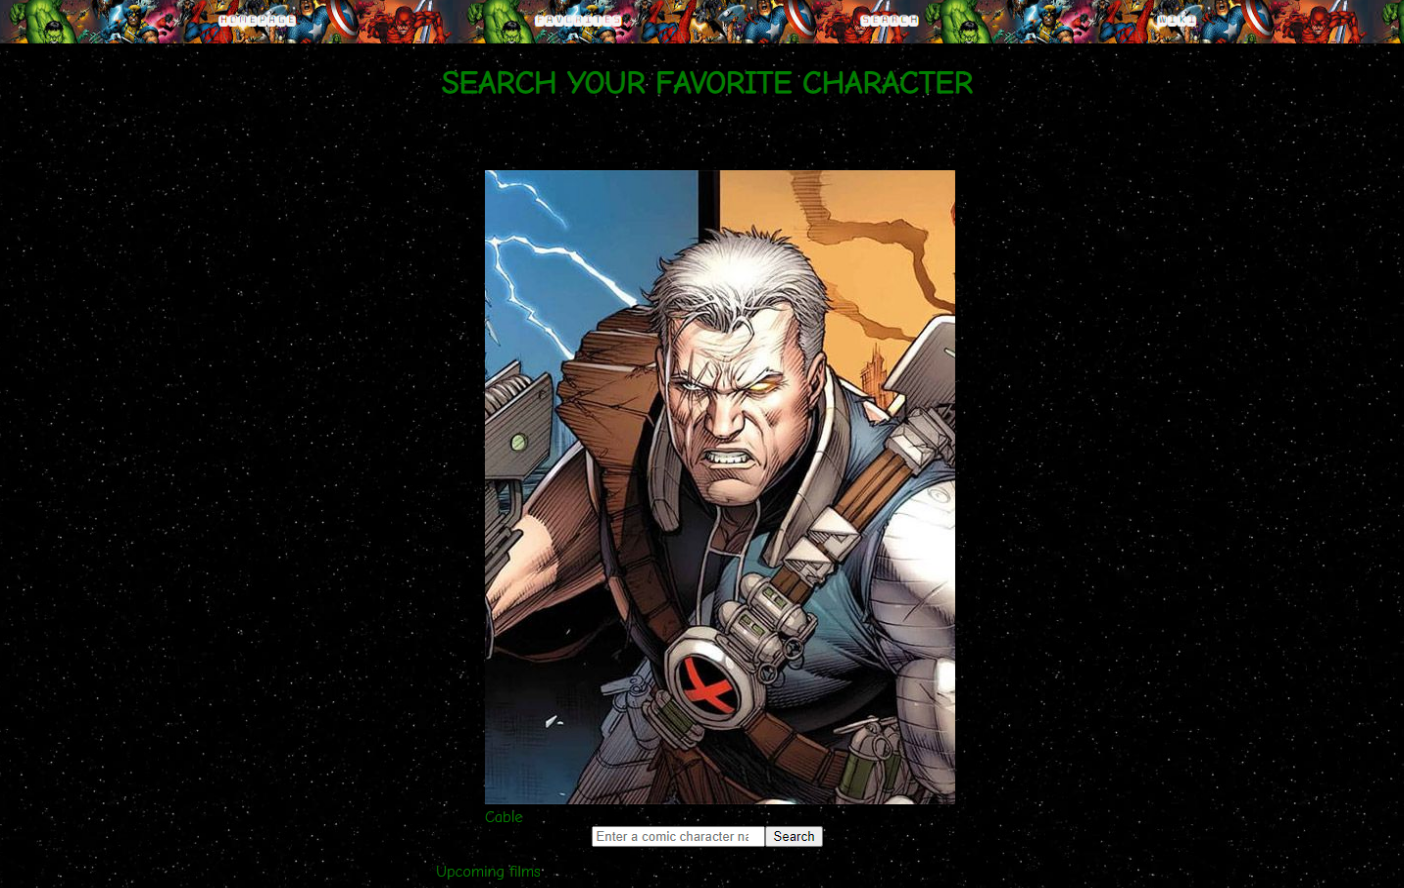 HOMEPAGE
FAVORITES
SEARCH
WIKI
SEARCH YOUR FAVORITE CHARACTER
Cable
Enter a comic character na
Search
Upcoming films